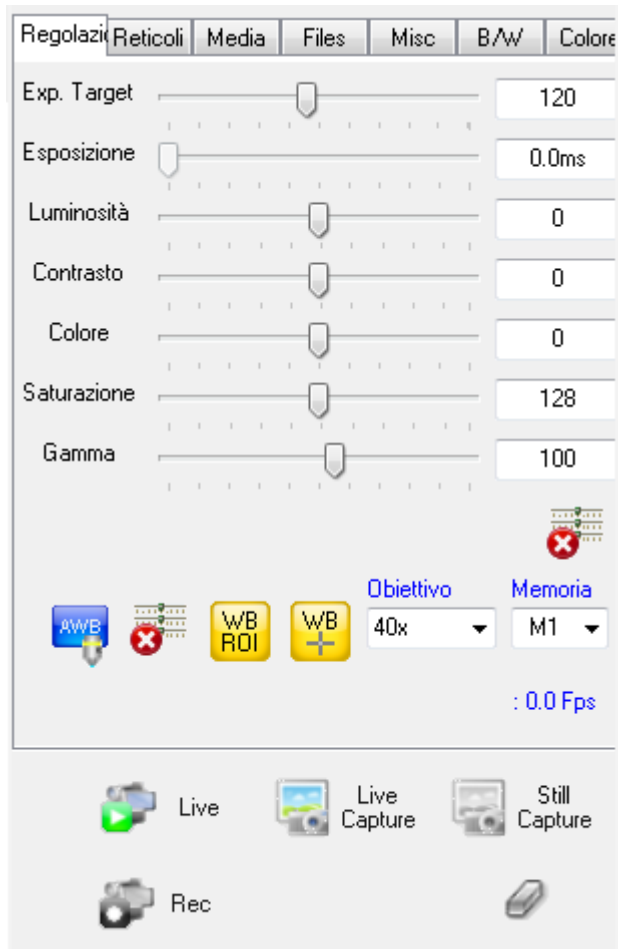 Regolazi Reticoli Media Files Misc B/W Colore
Exp. Target 120
Esposizione 0.0ms
Luminosità 0
Contrasto 0
Colore 0
Saturazione 128
Gamma 100
Obiettivo Memoria
AWB WB ROI WB 40x M1
: 0.0 Fps
Live Live Capture Still Capture
Rec